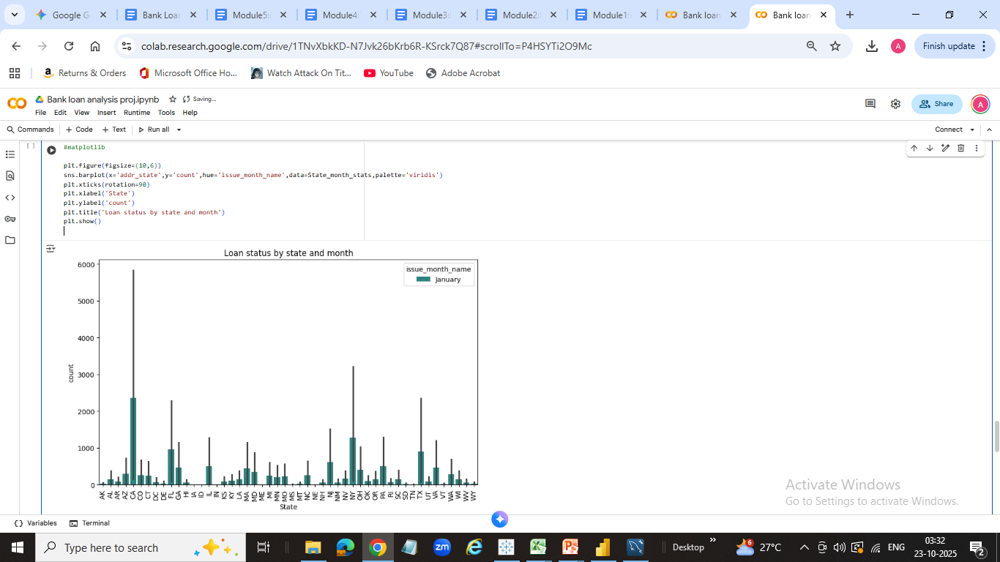 Google G
Bank Loan
Module5:
Module4:
Module3:
Module2:
Module1:
Bank loan
Bank loan
colab.research.google.com/drive/1TNvXbkKD-N7Jvk26bKrb6R-KSrck7Q87#scrollTo=P4HSYTi2O9Mc
A
Finish update
Returns & Orders
Microsoft Office Ho...
Watch Attack On Tit...
YouTube
Adobe Acrobat
Bank loan analysis proj.ipynb
Saving...
File Edit View Insert Runtime Tools Help
Share
A
Commands + Code + Text Run all
Connect
[ ]
#matplotlib
plt.figure(figsize=(10,6))
sns.barplot(x='addr_state',y='count',hue='issue_month_name',data=State_month_stats,palette='viridis')
plt.xticks(rotation=90)
plt.xlabel('State')
plt.ylabel('count')
plt.title('Loan status by state and month')
plt.show()
Loan status by state and month
issue_month_name
January
6000
5000
4000
3000
2000
1000
0
count
AK AL AR AZ CA CO CT DC DE FL GA HI IA ID IL IN KS KY LA MA MD ME MI MN MO MS MT NC NE NH NJ NM NV NY OH OK OR PA RI SC SD TN TX UT VA VT WA WI WV WY
State
Activate Windows
Go to Settings to activate Windows.
Variables
Terminal
Type here to search
zm
Desktop
6
27°C
ENG
03:32
23-10-2025
2